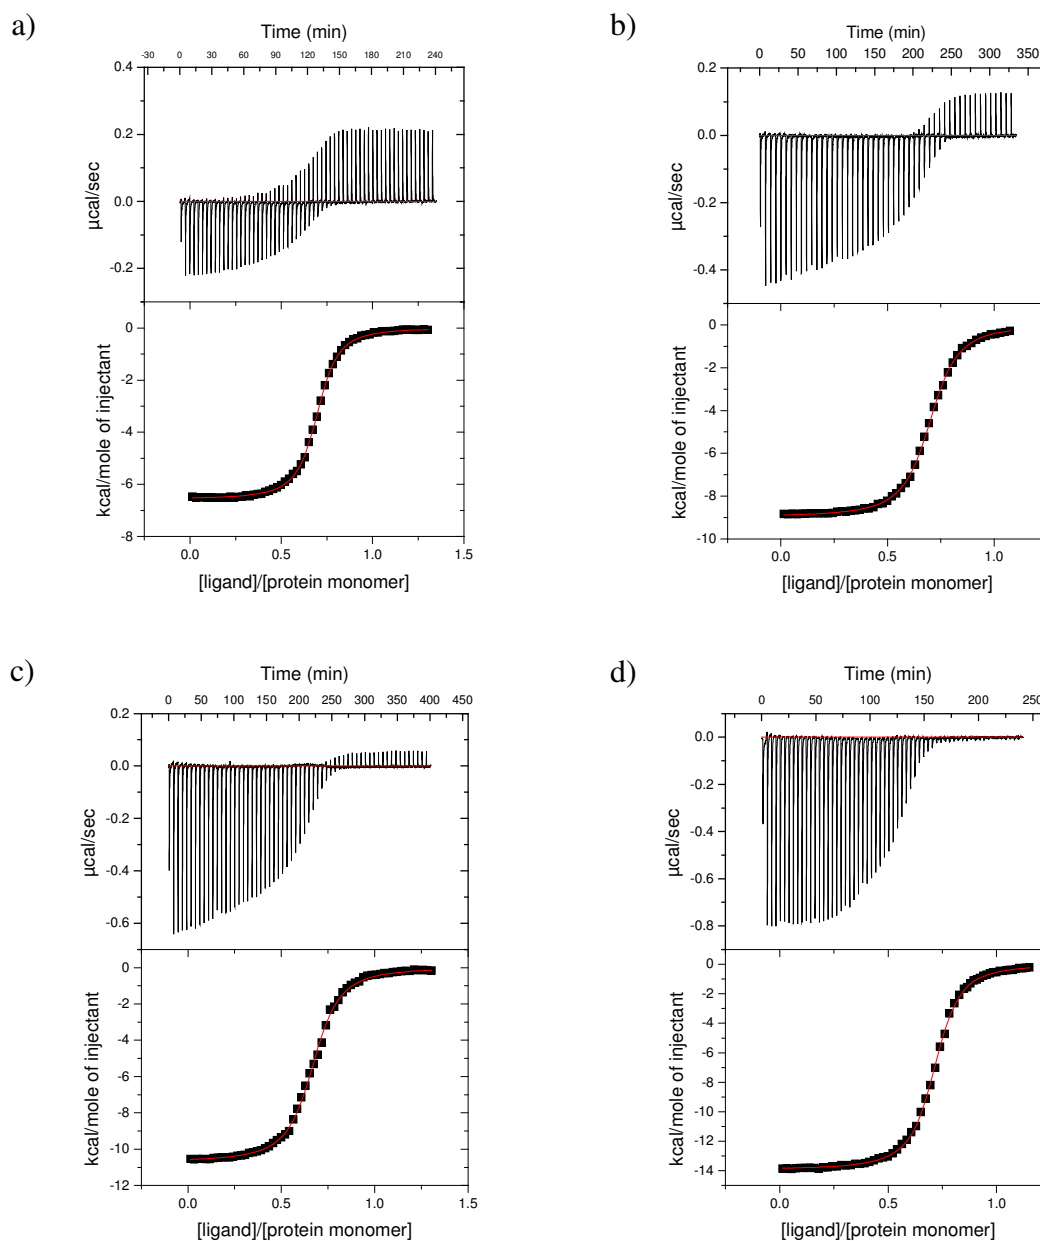 a)
Time (min)
-30 0 30 60 90 120 150 180 210 240
0.4
0.2
0.0
-0.2
µcal/sec
0
-2
-4
-6
-8
kcal/mole of injectant
0.0 0.5 1.0 1.5
[ligand]/[protein monomer]
b)
Time (min)
0 50 100 150 200 250 300 350
0.2
0.0
-0.2
-0.4
µcal/sec
0
-2
-4
-6
-8
-10
kcal/mole of injectant
0.0 0.5 1.0
[ligand]/[protein monomer]
c)
Time (min)
0 50 100 150 200 250 300 350 400 450
0.2
0.0
-0.2
-0.4
-0.6
µcal/sec
0
-2
-4
-6
-8
-10
-12
kcal/mole of injectant
0.0 0.5 1.0 1.5
[ligand]/[protein monomer]
d)
Time (min)
0 50 100 150 200 250
0.0
-0.2
-0.4
-0.6
-0.8
µcal/sec
0
-2
-4
-6
-8
-10
-12
-14
kcal/mole of injectant
0.0 0.5 1.0
[ligand]/[protein monomer]